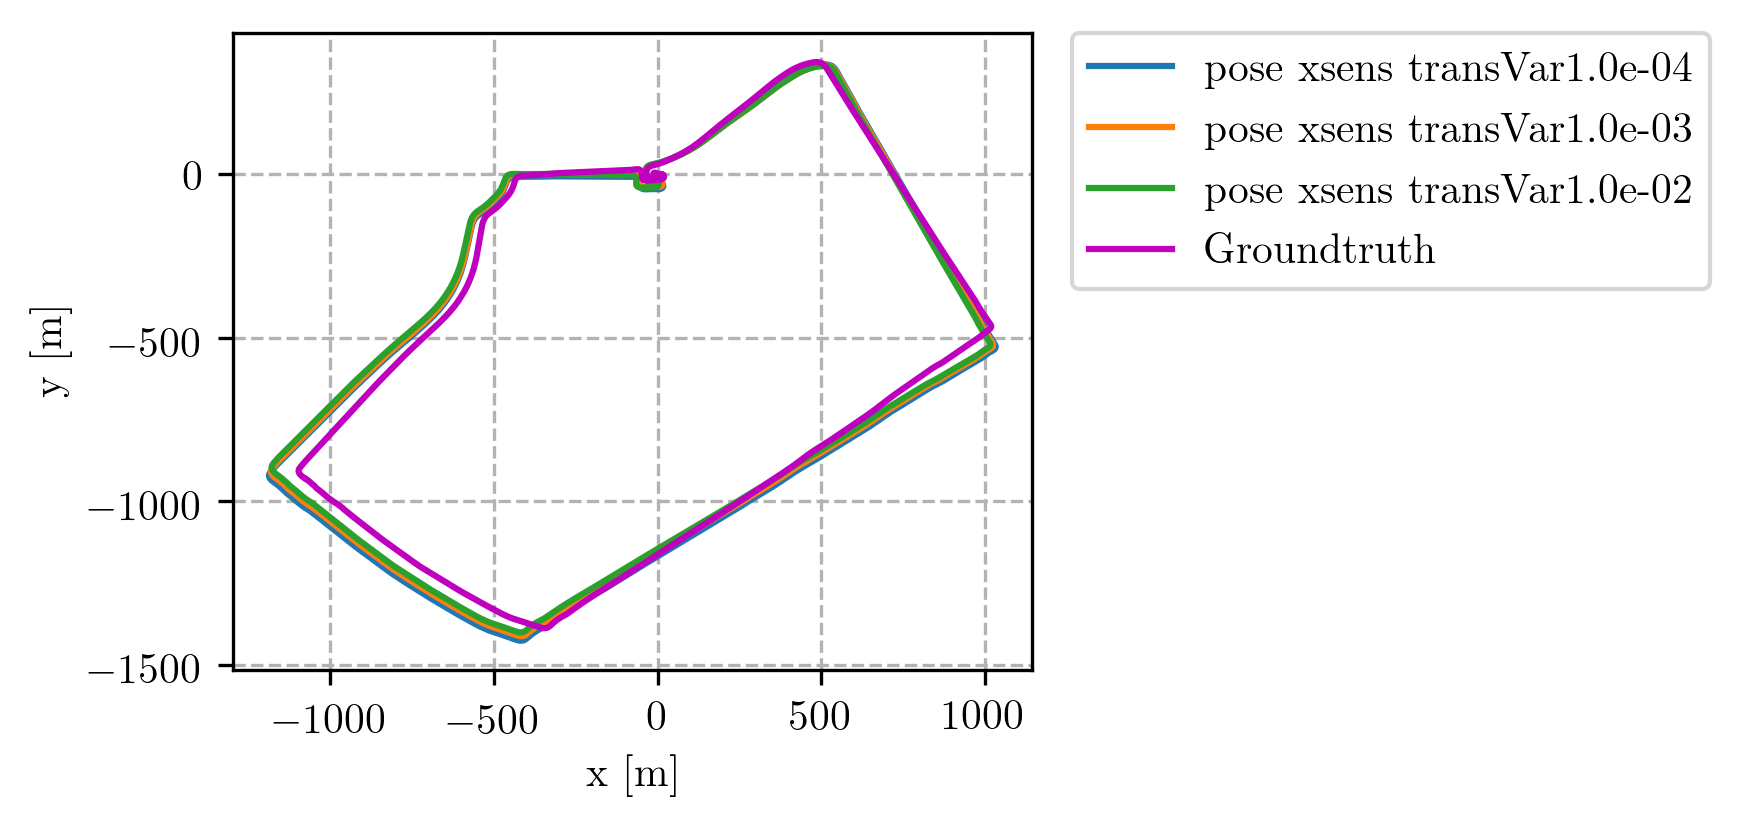 pose xsens transVar1.0e-04
pose xsens transVar1.0e-03
pose xsens transVar1.0e-02
Groundtruth
0
−500
−1000
−1500
y [m]
−1000 −500 0 500 1000
x [m]